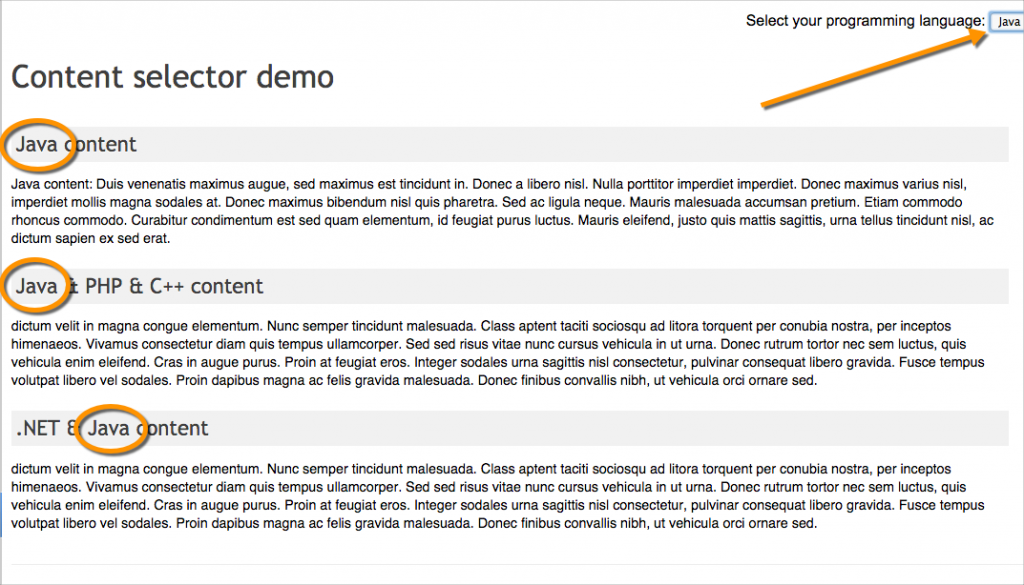 Select your programming language: Java
Content selector demo
Java content
Java content: Duis venenatis maximus augue, sed maximus est tincidunt in. Donec a libero nisl. Nulla porttitor imperdiet imperdiet. Donec maximus varius nisl,
imperdiet mollis magna sodales at. Donec maximus bibendum nisl quis pharetra. Sed ac ligula neque. Mauris malesuada accumsan pretium. Etiam commodo
rhoncus commodo. Curabitur condimentum est sed quam elementum, id feugiat purus luctus. Mauris eleifend, justo quis mattis sagittis, urna tellus tincidunt nisl, ac
dictum sapien ex sed erat.
Java & PHP & C++ content
dictum velit in magna congue elementum. Nunc semper tincidunt malesuada. Class aptent taciti sociosqu ad litora torquent per conubia nostra, per inceptos
himenaeos. Vivamus consectetur diam quis tempus ullamcorper. Sed sed risus vitae nunc cursus vehicula in ut urna. Donec rutrum tortor nec sem luctus, quis
vehicula enim eleifend. Cras in augue purus. Proin at feugiat eros. Integer sodales urna sagittis nisl consectetur, pulvinar consequat libero gravida. Fusce tempus
volutpat libero vel sodales. Proin dapibus magna ac felis gravida malesuada. Donec finibus convallis nibh, ut vehicula orci ornare sed.
.NET & Java content
dictum velit in magna congue elementum. Nunc semper tincidunt malesuada. Class aptent taciti sociosqu ad litora torquent per conubia nostra, per inceptos
himenaeos. Vivamus consectetur diam quis tempus ullamcorper. Sed sed risus vitae nunc cursus vehicula in ut urna. Donec rutrum tortor nec sem luctus, quis
vehicula enim eleifend. Cras in augue purus. Proin at feugiat eros. Integer sodales urna sagittis nisl consectetur, pulvinar consequat libero gravida. Fusce tempus
volutpat libero vel sodales. Proin dapibus magna ac felis gravida malesuada. Donec finibus convallis nibh, ut vehicula orci ornare sed.